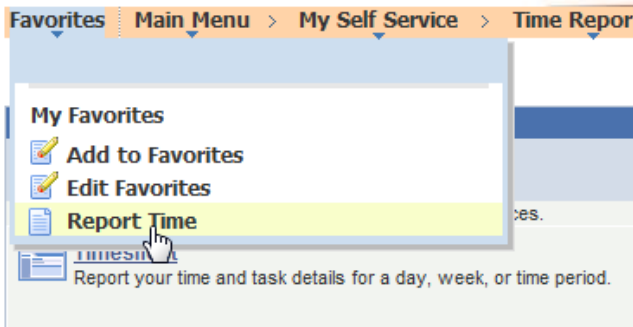 Favorites Main Menu > My Self Service > Time Repor
My Favorites
Add to Favorites
Edit Favorites
Report Time
ces.
Timesheet
Report your time and task details for a day, week, or time period.